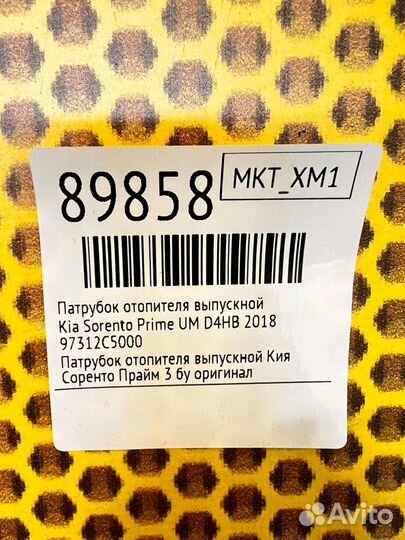 89858
MKT_XM1
Патрубок отопителя выпускной
Kia Sorento Prime UM D4HB 2018
97312C5000
Патрубок отопителя выпускной Кия
Соренто Прайм 3 бу оригинал
Avito